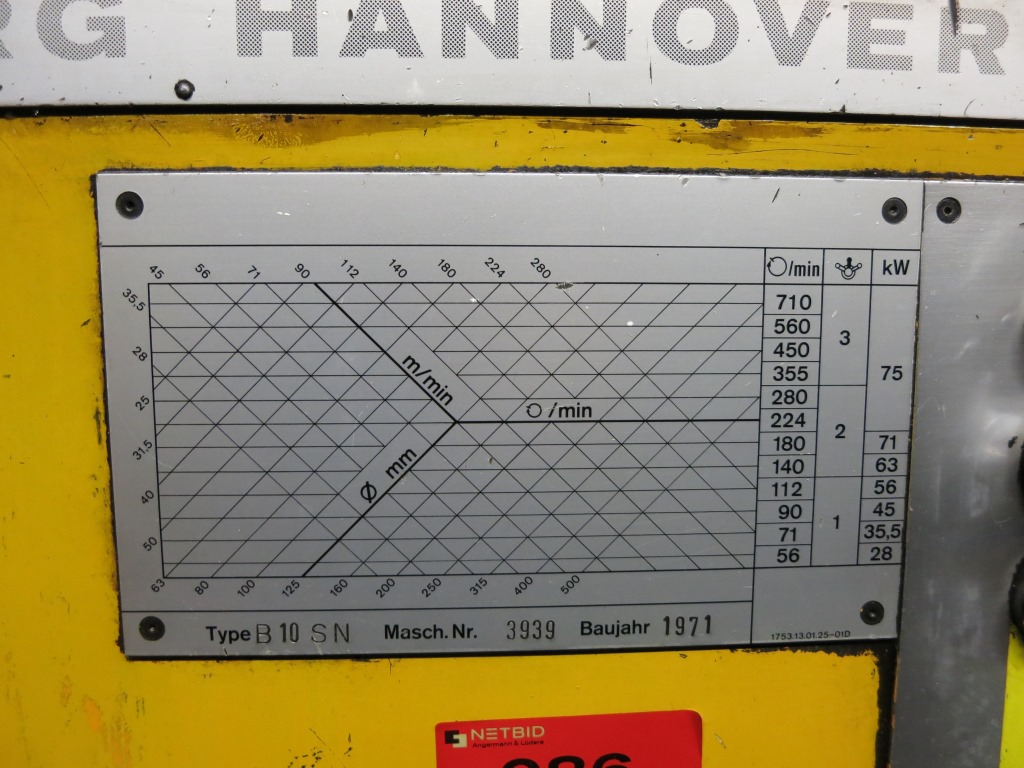 RG HANNOVER
45 56 71 90 112 140 180 224 280
/min kW
35,5
28
25
31,5
40
50
63 80 100 125 160 200 250 315 400 500
m/min
/min
Ø mm
710
560
450 3
355 75
280
224 2
180 71
140 63
112 56
90 45
71 1 35,5
56 28
Type B 10 SN Masch. Nr. 3939 Baujahr 1971
1753.13.01.25-01D
NETBID
Angermann & Lüders